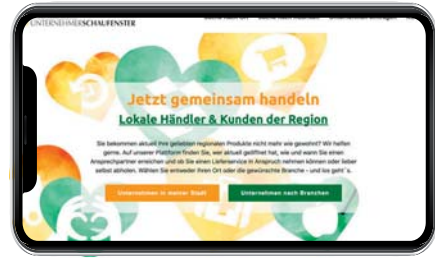 UNTERNEHMERSCHAUFENSTER
Jetzt gemeinsam handeln
Lokale Händler & Kunden der Region
Sie bekommen aktuell Ihre geliebten regionalen Produkte nicht mehr wie gewohnt? Wir helfen
gerne. Auf unserer Plattform finden Sie, wer aktuell geöffnet hat, wie und wann Sie einen
Ansprechpartner erreichen und ob Sie einen Lieferservice in Anspruch nehmen können oder lieber
selbst abholen. Wählen Sie entweder Ihren Ort oder die gewünschte Branche - und los geht´s.
Unternehmen in meiner Stadt
Unternehmen nach Branchen